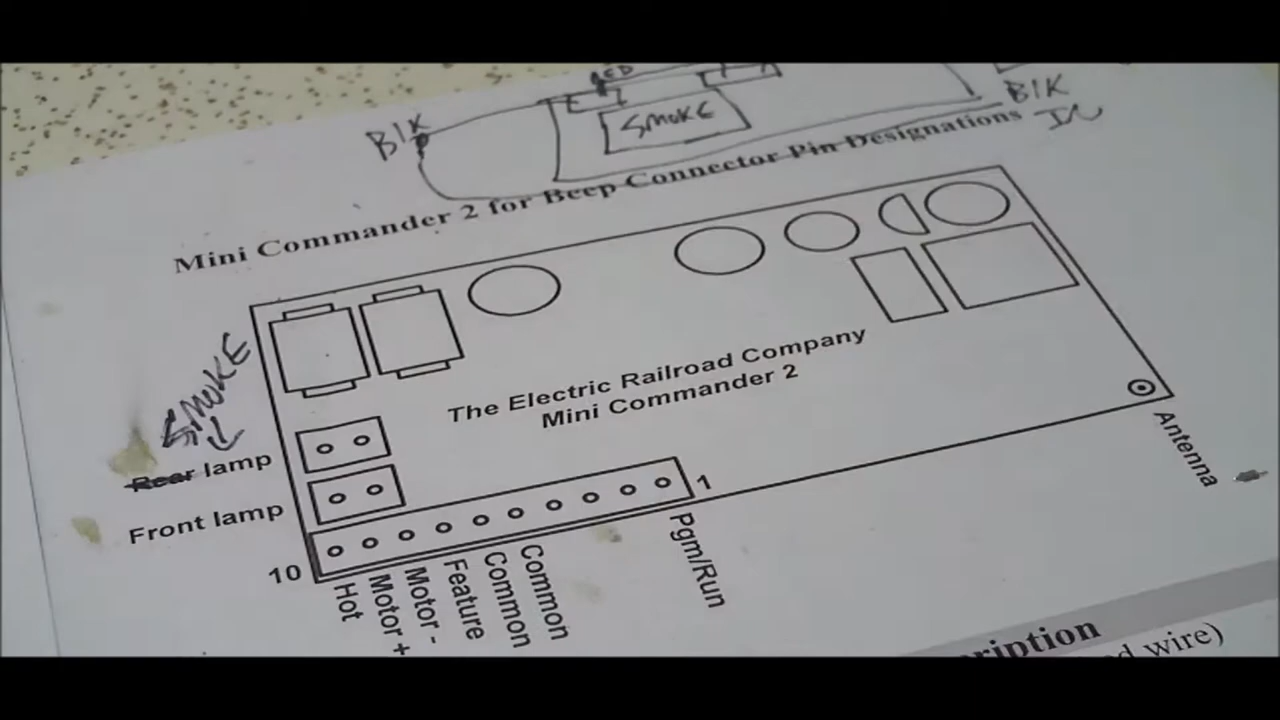 BlK
SMOKE
BlK
IN
Mini Commander 2 for Beep Connector Pin Designations
SMOKE
The Electric Railroad Company
Mini Commander 2
Rear lamp
Front lamp
Antenna
1
10
Hot
Motor +
Motor -
Feature
Common
Common
Pgm/Run
wire)